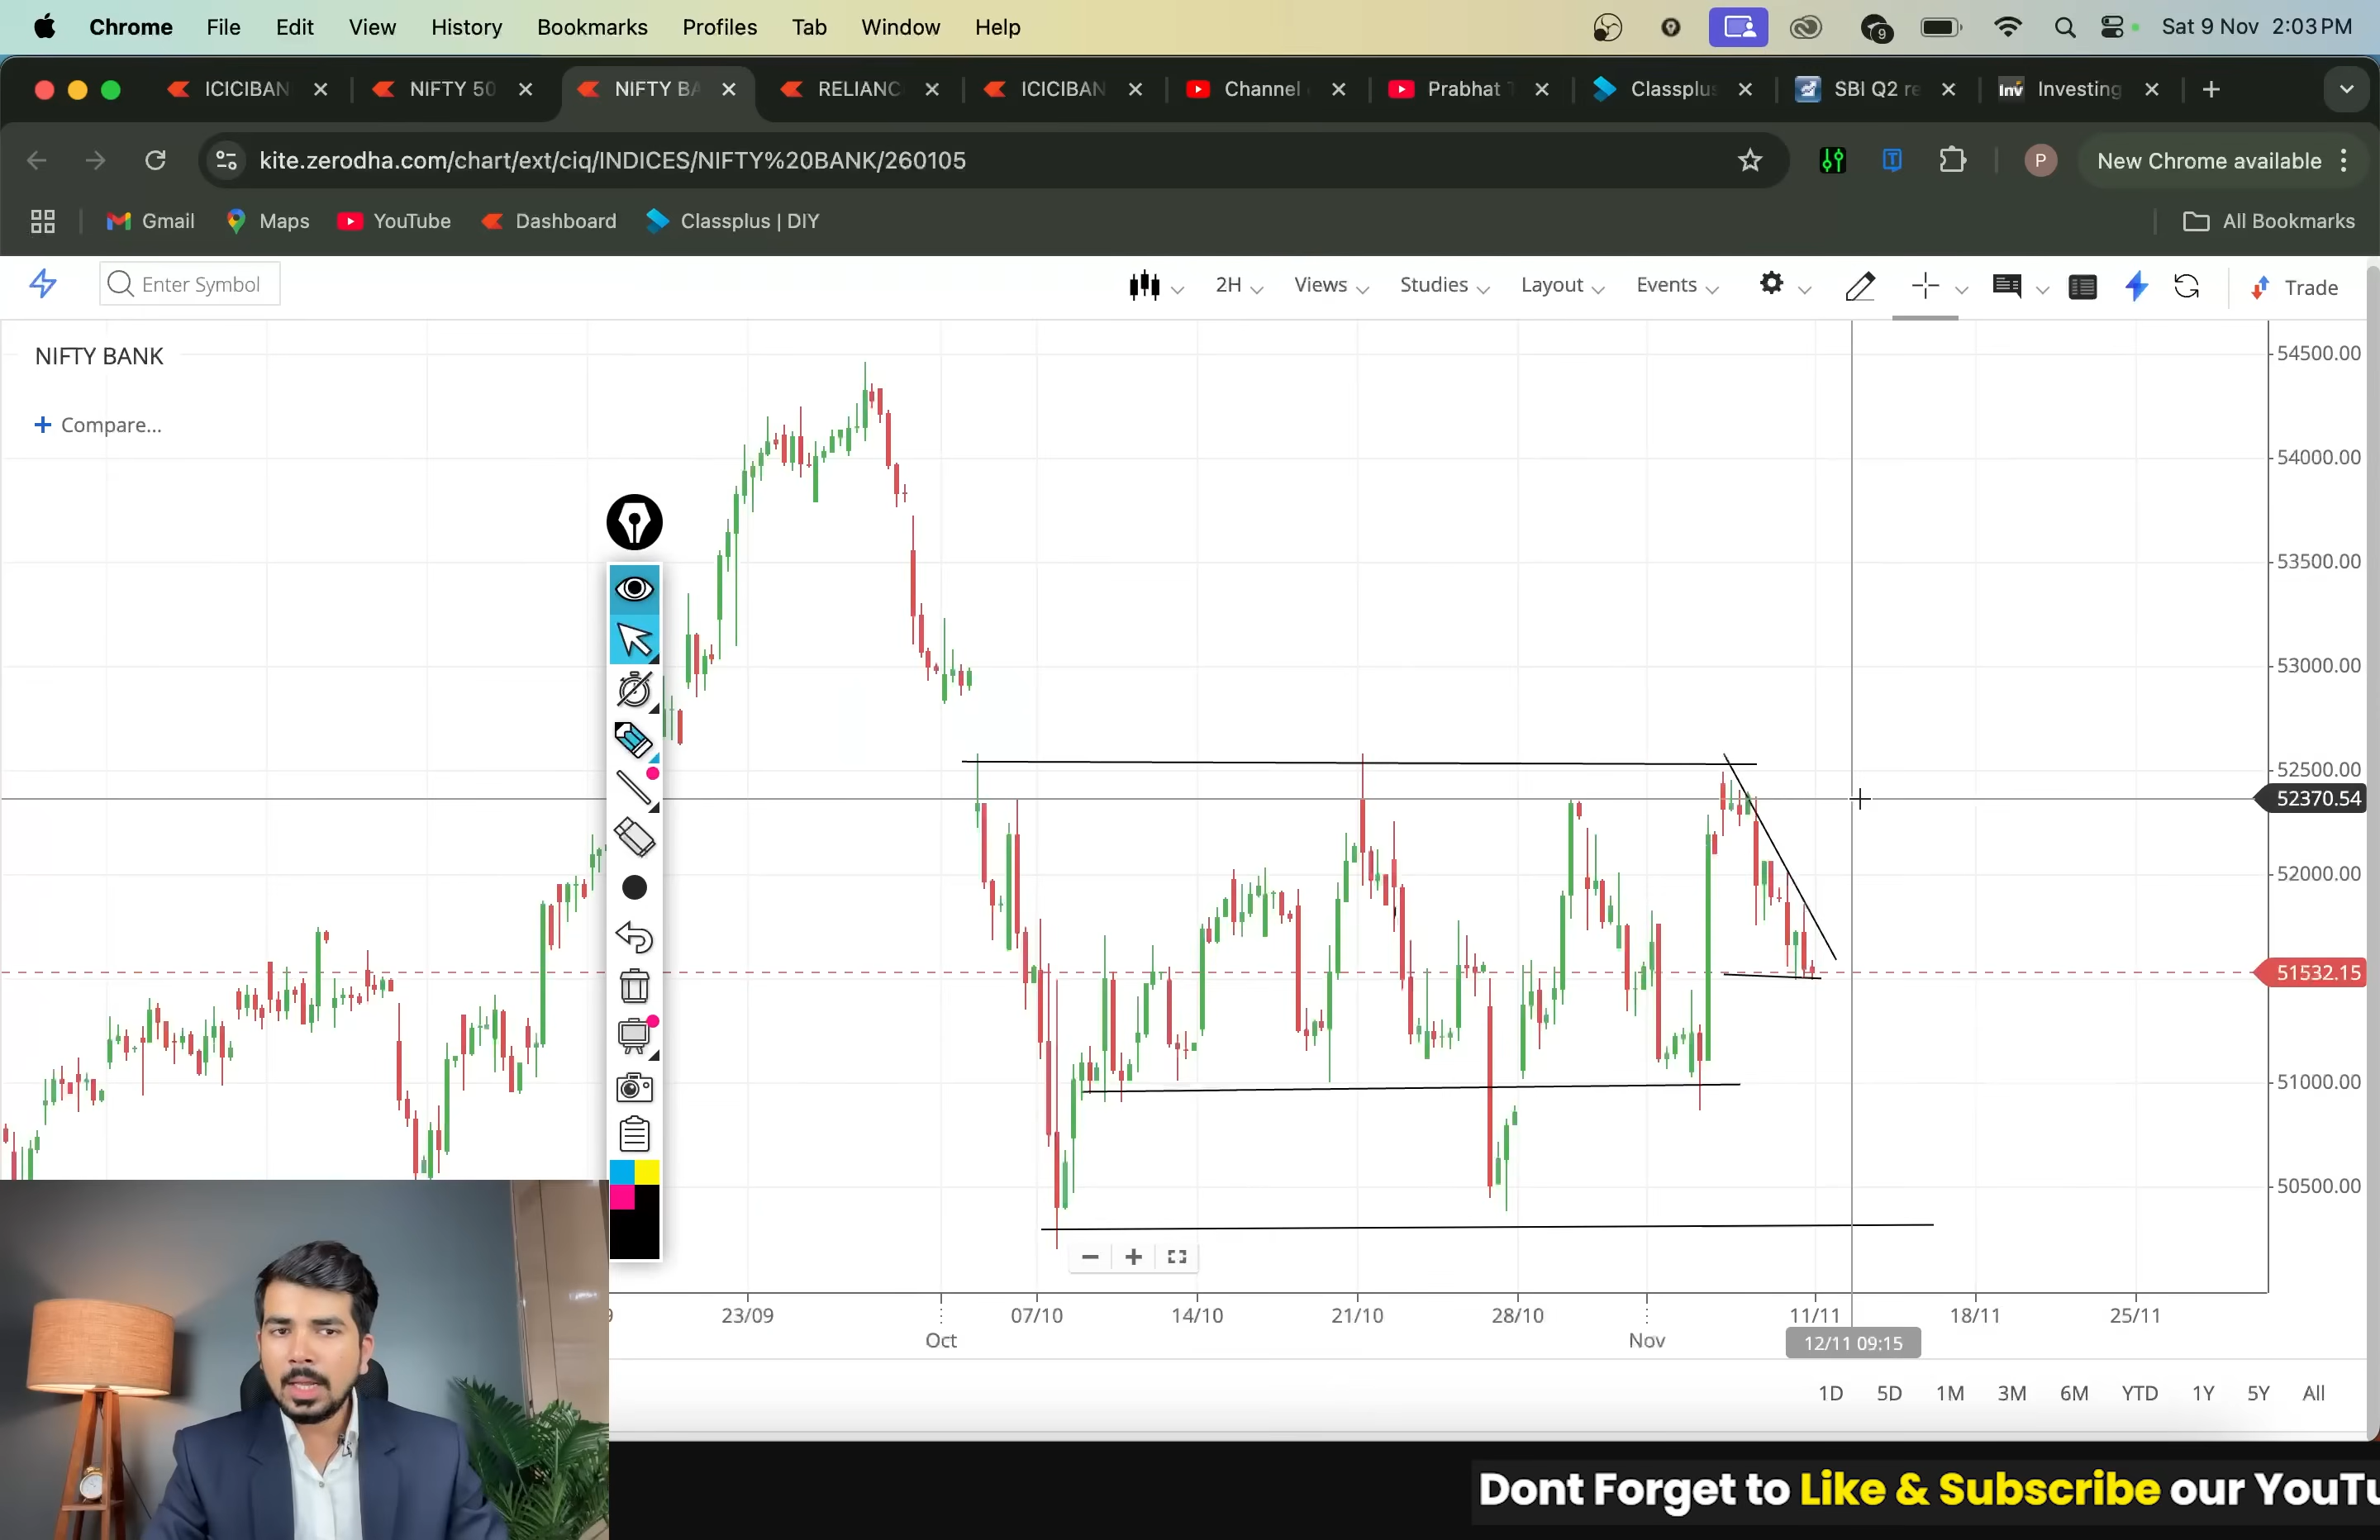 Chrome File Edit View History Bookmarks Profiles Tab Window Help 9 Sat 9 Nov 2:03 PM
ICICIBAN NIFTY 50 NIFTY BA RELIANC ICICIBAN Channel Prabhat Classplus SBI Q2 re Inv Investing
kite.zerodha.com/chart/ext/ciq/INDICES/NIFTY%20BANK/260105 P New Chrome available
Gmail Maps YouTube Dashboard Classplus | DIY All Bookmarks
Enter Symbol 2H Views Studies Layout Events Trade
NIFTY BANK
Compare...
54500.00
54000.00
53500.00
53000.00
52500.00
52370.54
52000.00
51532.15
51000.00
50500.00
23/09 07/10 14/10 21/10 28/10 11/11 18/11 25/11
Oct Nov
12/11 09:15
1D 5D 1M 3M 6M YTD 1Y 5Y All
Dont Forget to Like & Subscribe our